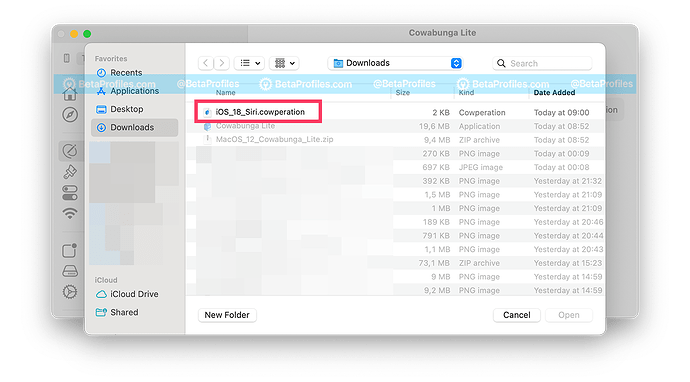 Cowabunga Lite
Favorites
Recents
Applications
Desktop
Downloads
iCloud
iCloud Drive
Shared
Downloads
Search
@BetaProfiles BetaProfiles.com @BetaProfiles BetaProfiles.com @BetaProfiles BetaProfiles.com
Name Size Kind Date Added
iOS_18_Siri.cowperation 2 KB Cowperation Today at 09:00
Cowabunga Lite 19,6 MB Application Today at 08:52
MacOS_12_Cowabunga_Lite.zip 9,4 MB ZIP archive Today at 08:52
270 KB PNG image Today at 00:09
697 KB JPEG image Today at 00:08
392 KB PNG image Yesterday at 21:32
1,5 MB PNG image Yesterday at 21:09
1 MB PNG image Yesterday at 21:09
189 KB PNG image Yesterday at 20:46
791 KB PNG image Yesterday at 20:44
1,1 MB PNG image Yesterday at 20:43
73,1 MB ZIP archive Yesterday at 15:23
9 MB PNG image Yesterday at 14:59
9,2 MB PNG image Yesterday at 14:59
New Folder Cancel Open